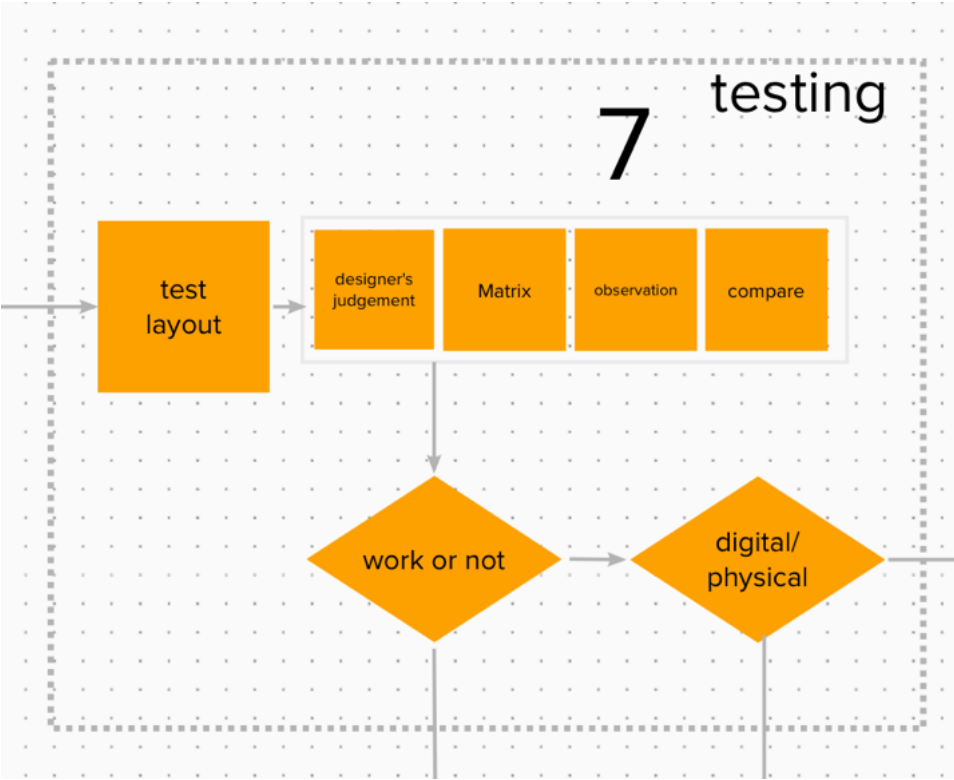 testing
7
test
layout
designer's
judgement
Matrix
observation
compare
work or not
digital/
physical